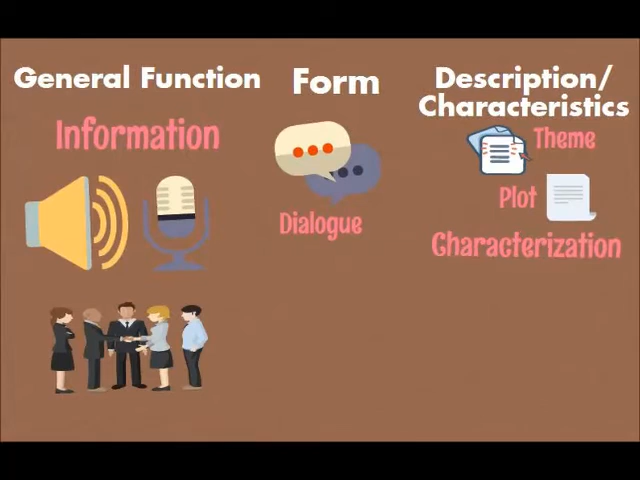 General Function
Information
Form
Dialogue
Description/
Characteristics
Theme
Plot
Characterization